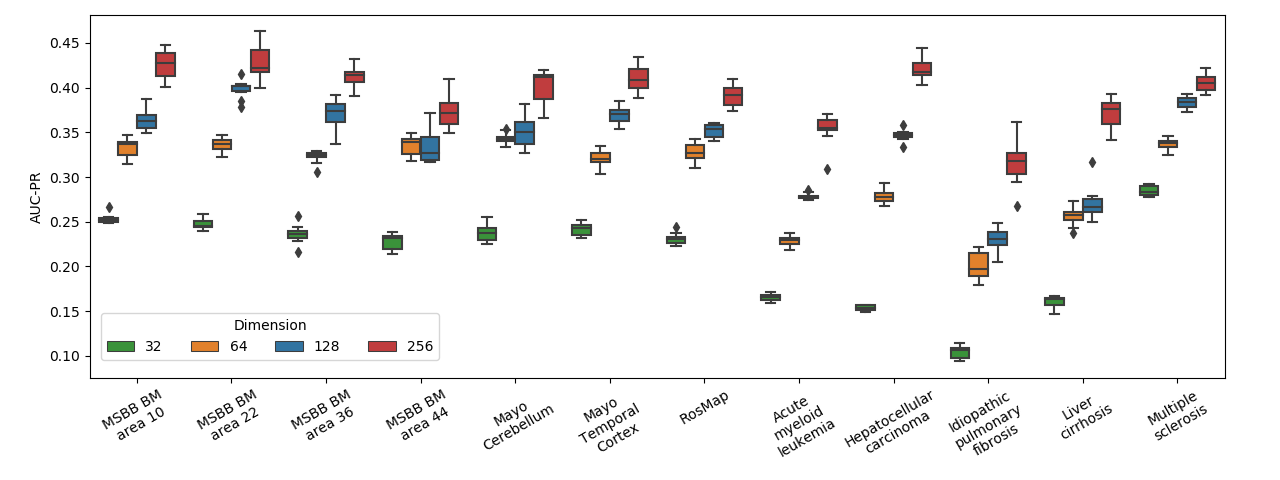 0.45
0.40
0.35
0.30
0.25
0.20
0.15
0.10
AUC-PR
Dimension
32 64 128 256
MSBB BM
area 10
MSBB BM
area 22
MSBB BM
area 36
MSBB BM
area 44
Mayo
Cerebellum
Mayo
Temporal
Cortex
RosMap
Acute
myeloid
leukemia
Hepatocellular
carcinoma
Idiopathic
pulmonary
fibrosis
Liver
cirrhosis
Multiple
sclerosis